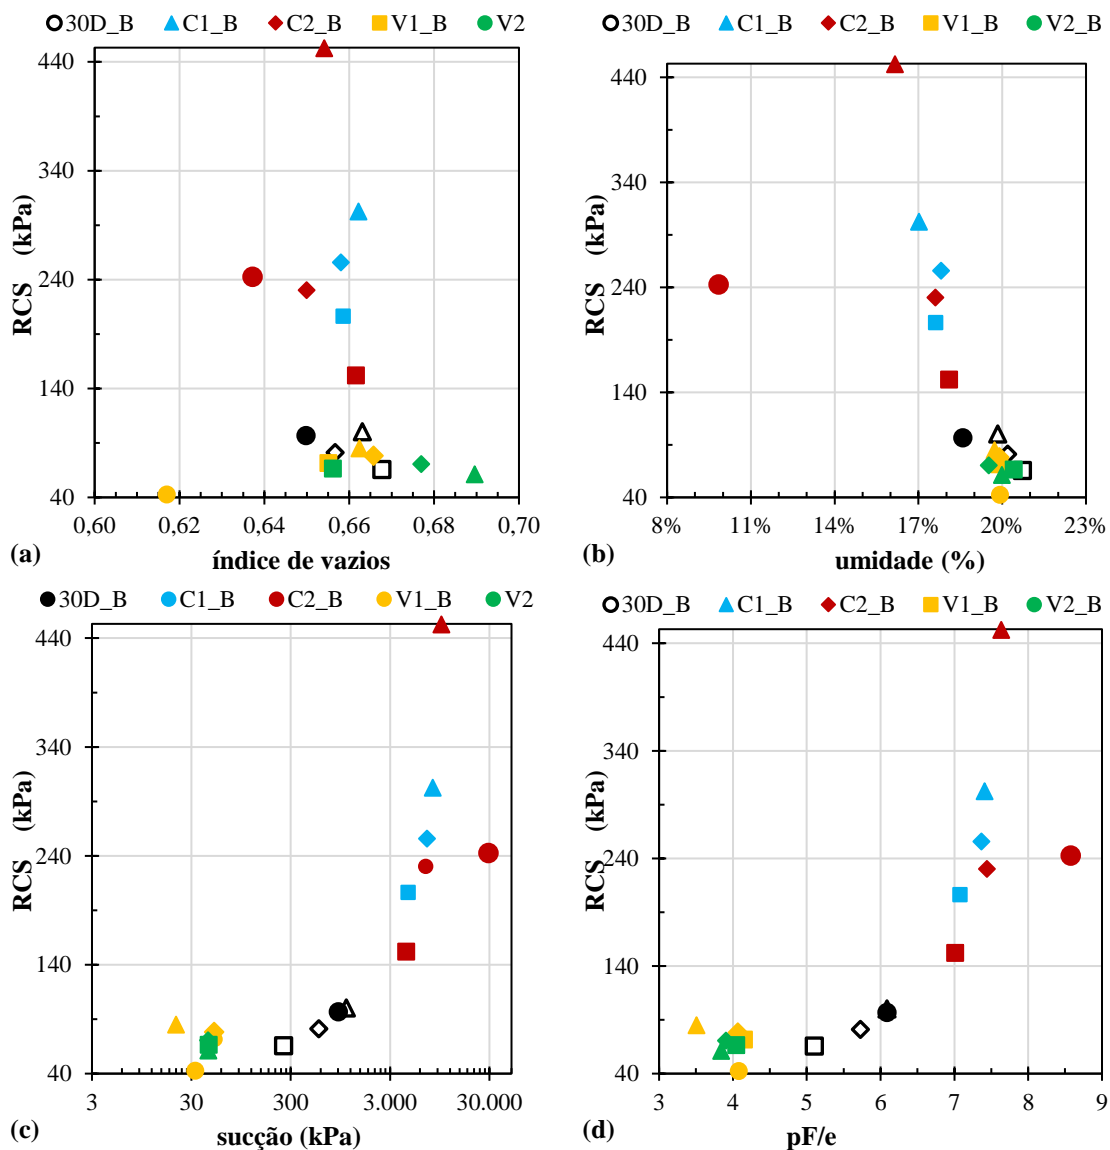 30D_B C1_B C2_B V1_B V2
440
340
240
140
40
RCS (kPa)
0,60 0,62 0,64 0,66 0,68 0,70
(a) índice de vazios
30D_B C1_B C2_B V1_B V2_B
440
340
240
140
40
RCS (kPa)
8% 11% 14% 17% 20% 23%
(b) umidade (%)
30D_B C1_B C2_B V1_B V2
440
340
240
140
40
RCS (kPa)
3 30 300 3.000 30.000
(c) sucção (kPa)
30D_B C1_B C2_B V1_B V2_B
440
340
240
140
40
RCS (kPa)
3 4 5 6 7 8 9
(d) pF/e